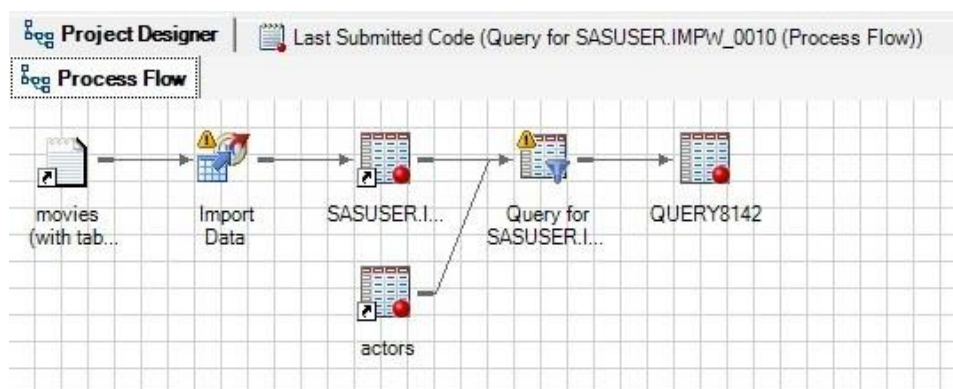 Project Designer
Last Submitted Code (Query for SASUSER.IMPW_0010 (Process Flow))
Process Flow
movies
(with tab...
Import
Data
SASUSER.I...
Query for
SASUSER.I...
QUERY8142
actors